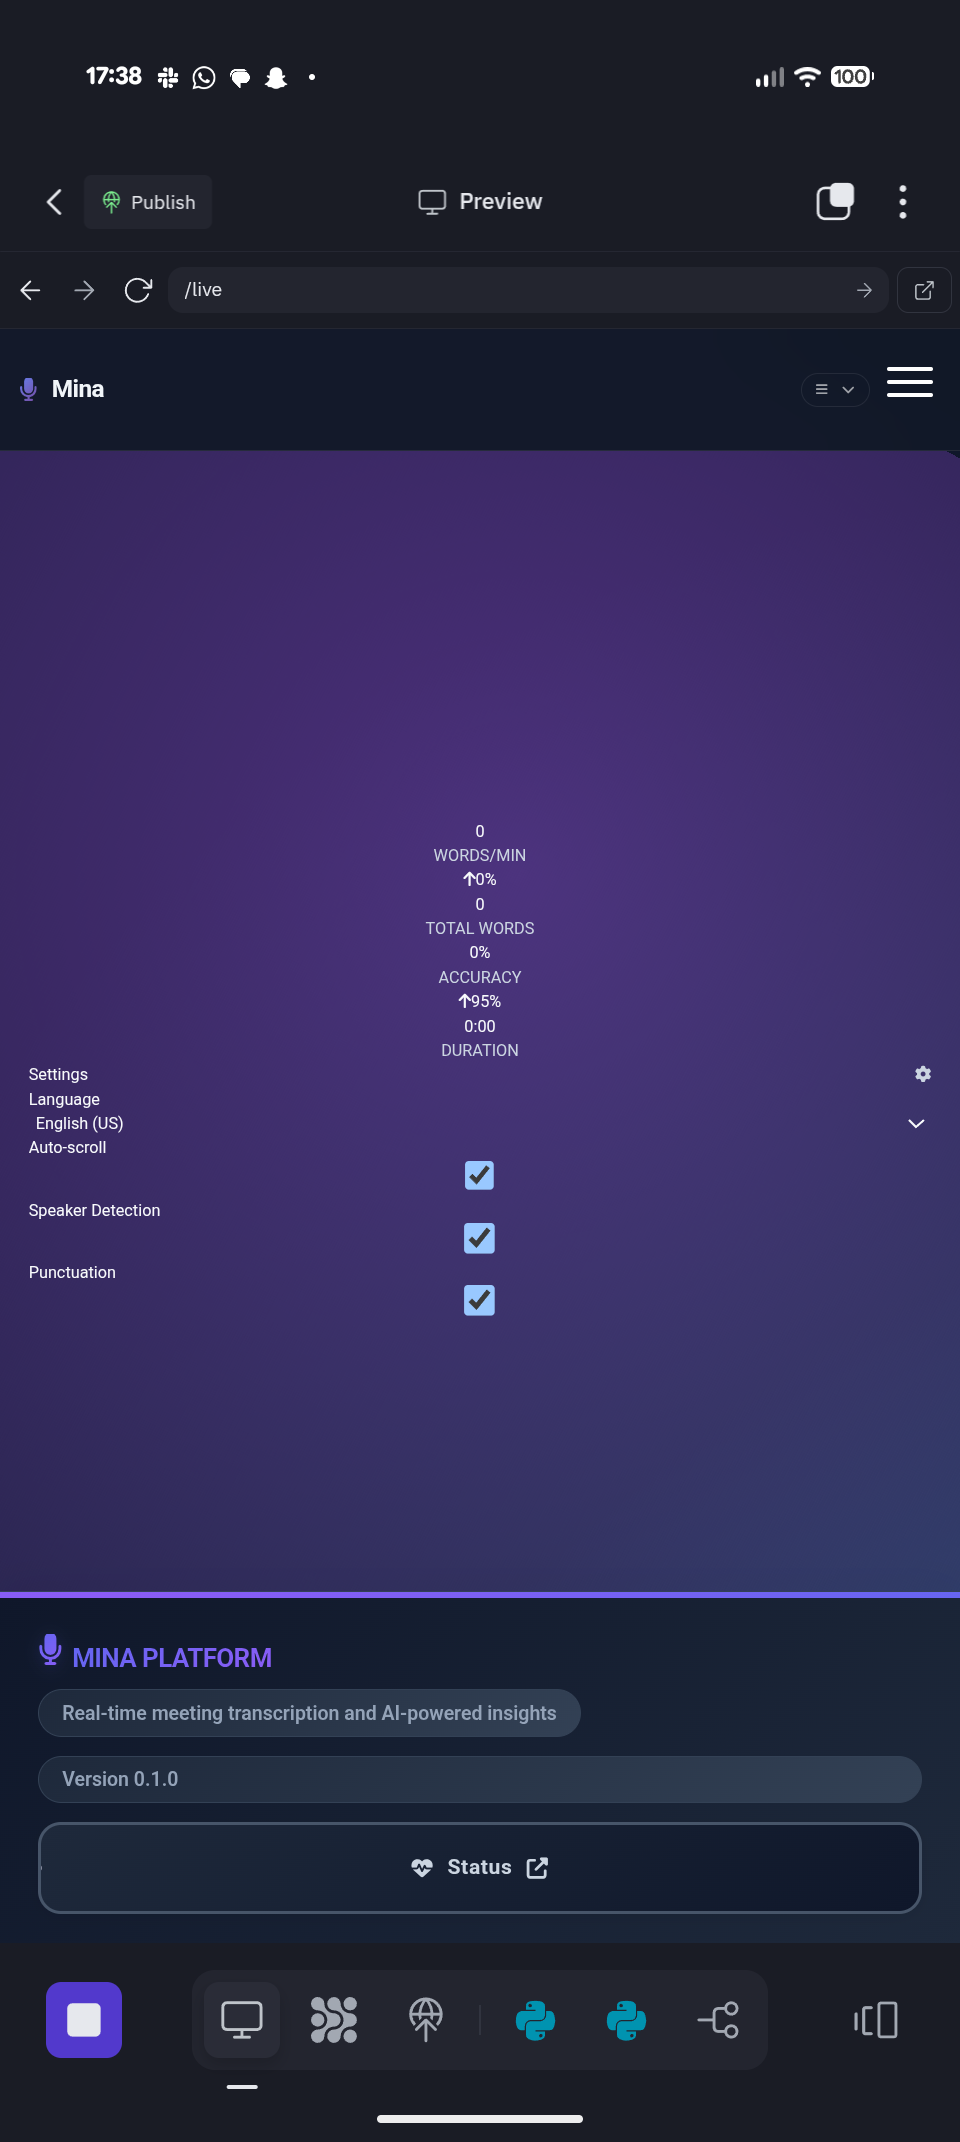 17:38
100
Publish
Preview
/live
Mina
0
WORDS/MIN
0%
0
TOTAL WORDS
0%
ACCURACY
95%
0:00
DURATION
Settings
Language
English (US)
Auto-scroll
Speaker Detection
Punctuation
MINA PLATFORM
Real-time meeting transcription and AI-powered insights
Version 0.1.0
Status